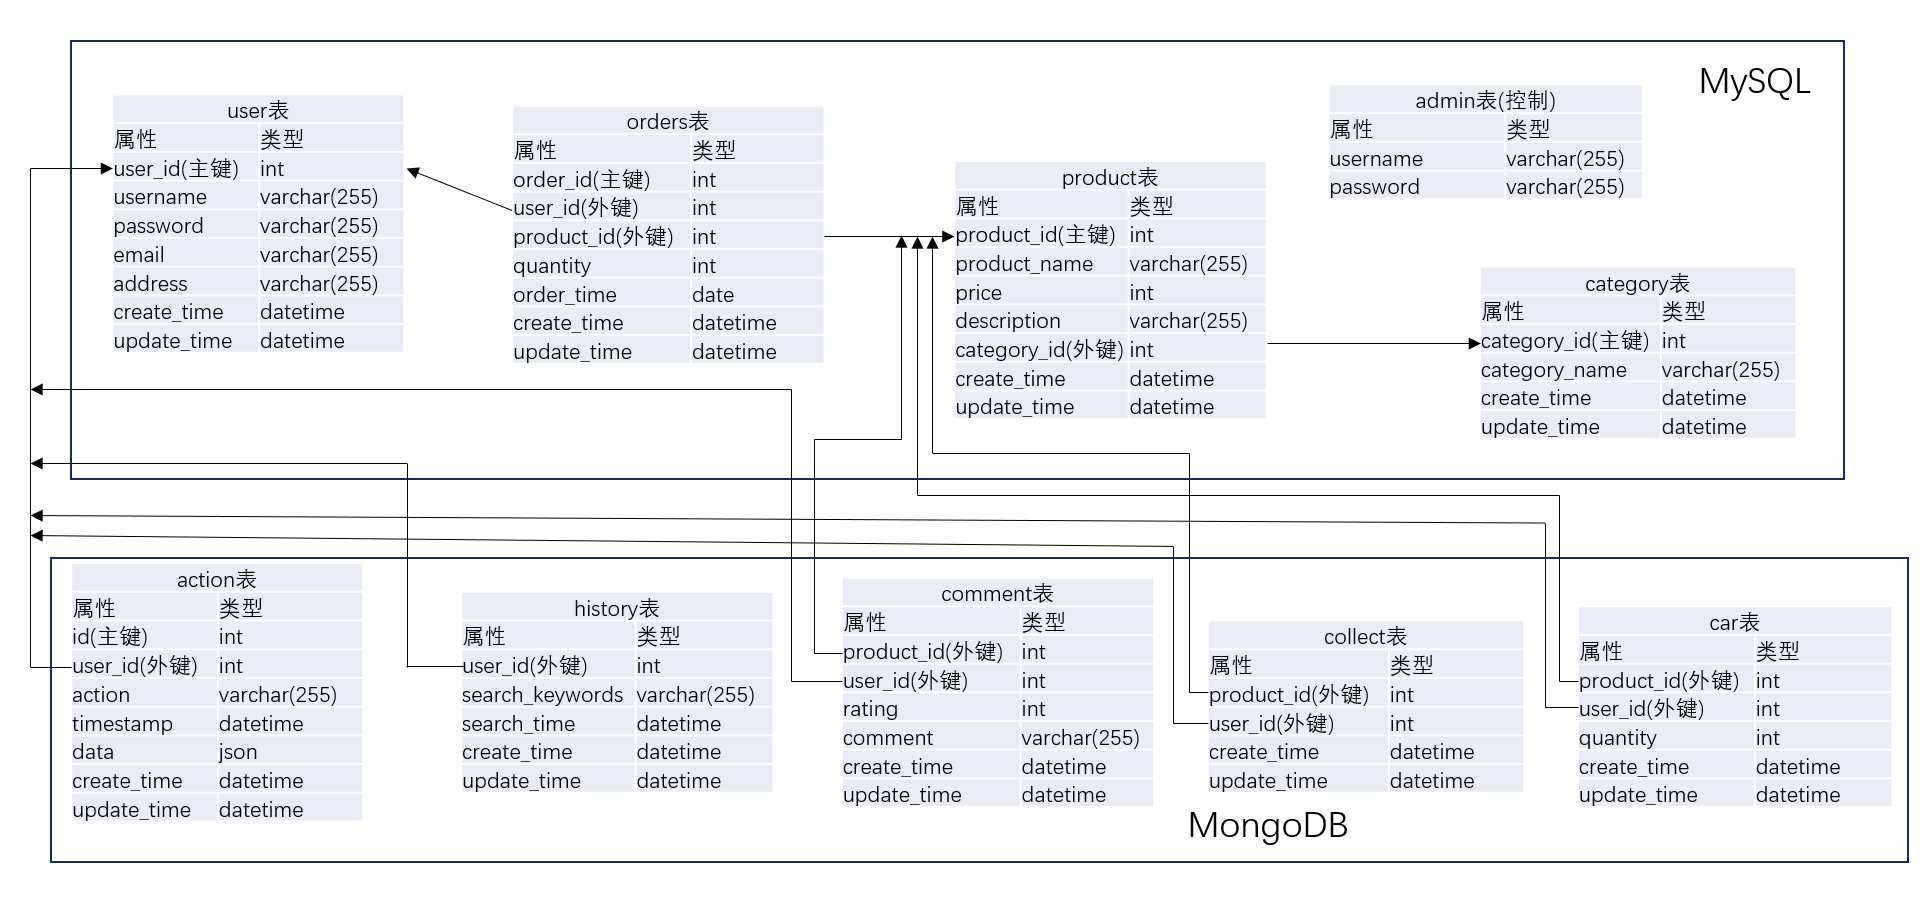 MySQL
user表
属性 类型
user_id(主键) int
username varchar(255)
password varchar(255)
email varchar(255)
address varchar(255)
create_time datetime
update_time datetime
orders表
属性 类型
order_id(主键) int
user_id(外键) int
product_id(外键) int
quantity int
order_time date
create_time datetime
update_time datetime
product表
属性 类型
product_id(主键) int
product_name varchar(255)
price int
description varchar(255)
category_id(外键) int
create_time datetime
update_time datetime
admin表(控制)
属性 类型
username varchar(255)
password varchar(255)
category表
属性 类型
category_id(主键) int
category_name varchar(255)
create_time datetime
update_time datetime
action表
属性 类型
id(主键) int
user_id(外键) int
action varchar(255)
timestamp datetime
data json
create_time datetime
update_time datetime
history表
属性 类型
user_id(外键) int
search_keywords varchar(255)
search_time datetime
create_time datetime
update_time datetime
comment表
属性 类型
product_id(外键) int
user_id(外键) int
rating int
comment varchar(255)
create_time datetime
update_time datetime
collect表
属性 类型
product_id(外键) int
user_id(外键) int
create_time datetime
update_time datetime
car表
属性 类型
product_id(外键) int
user_id(外键) int
quantity int
create_time datetime
update_time datetime
MongoDB